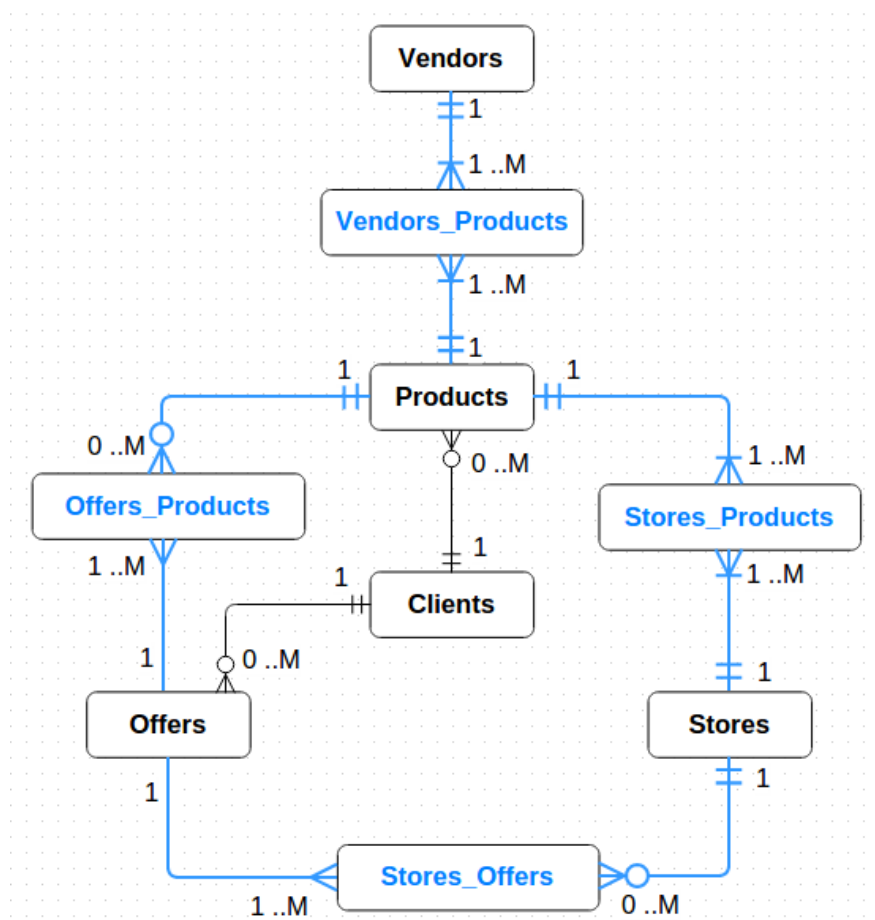 Vendors
1
1 ..M
Vendors_Products
1 ..M
1
1
Products
1
0 ..M
0 ..M
1 ..M
Offers_Products
Stores_Products
1 ..M
1
1 ..M
1
Clients
1
0 ..M
1
Offers
Stores
1
1
Stores_Offers
1 ..M
0 ..M